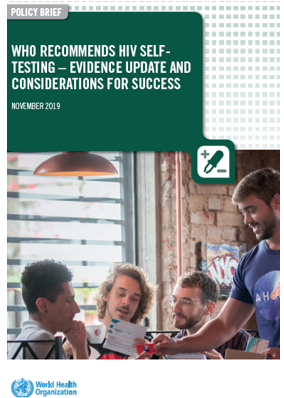 POLICY BRIEF
WHO RECOMMENDS HIV SELF-
TESTING – EVIDENCE UPDATE AND
CONSIDERATIONS FOR SUCCESS
NOVEMBER 2019
World Health
Organization